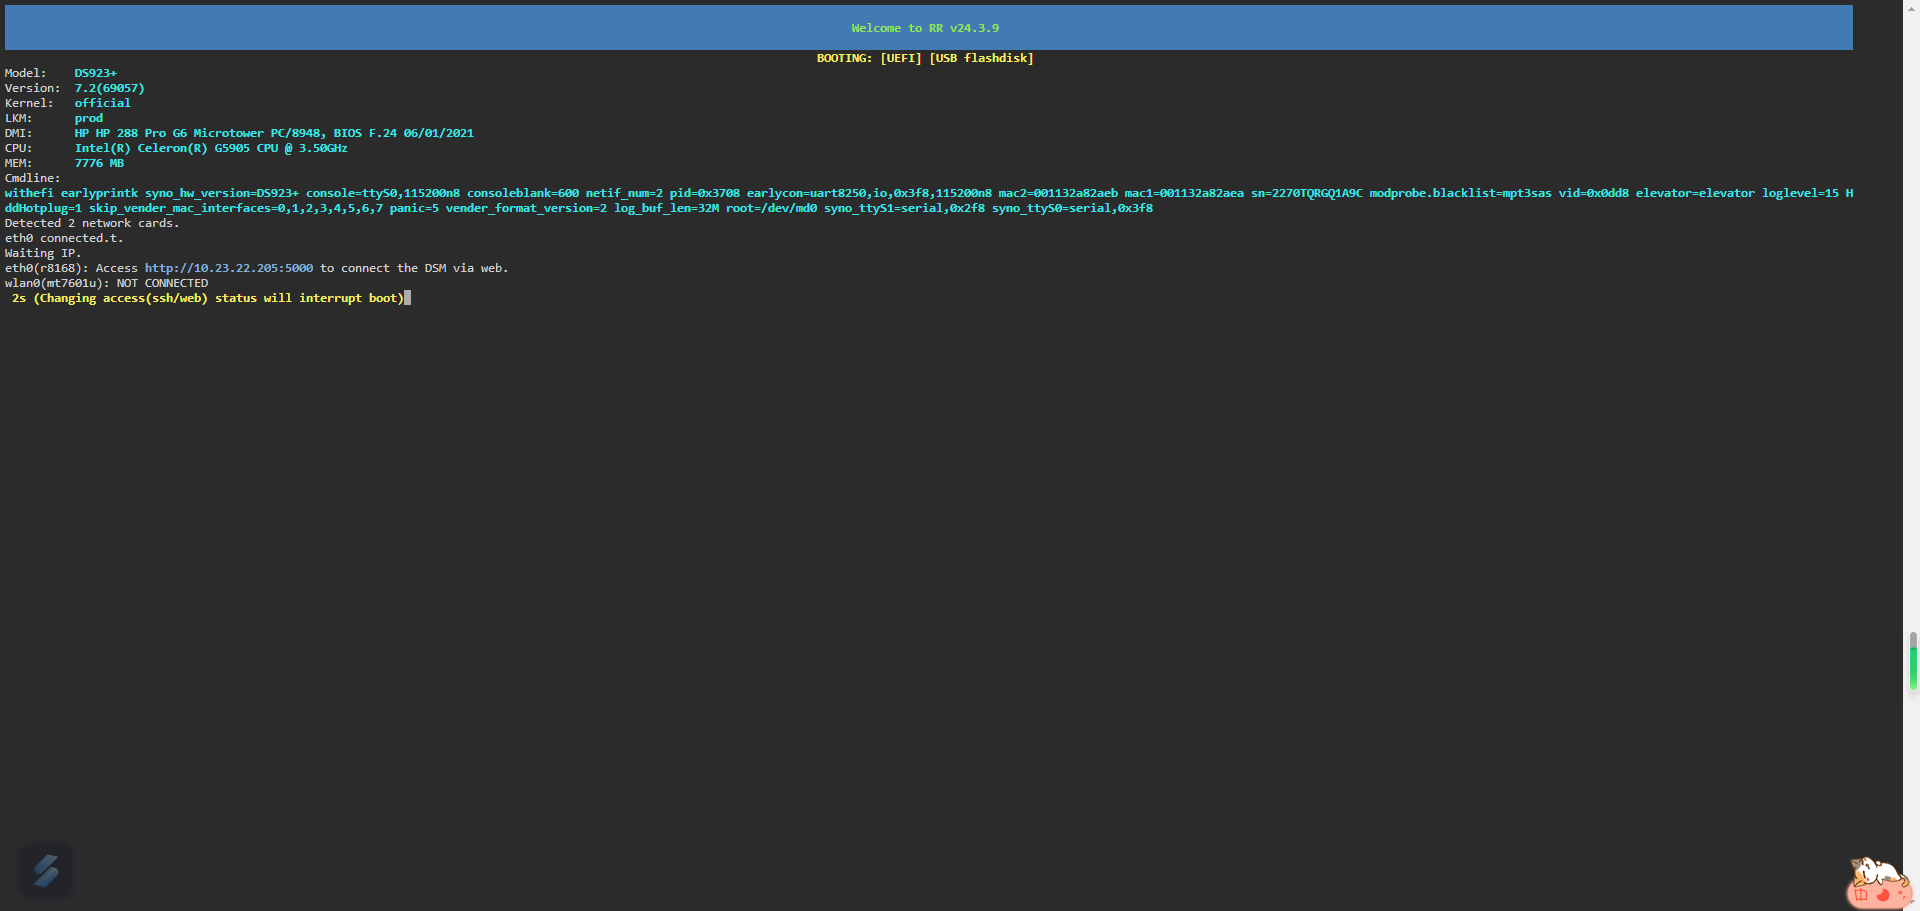 Welcome to RR v24.3.9
BOOTING: [UEFI] [USB flashdisk]
Model: DS923+
Version: 7.2(69057)
Kernel: official
LKM: prod
DMI: HP HP 288 Pro G6 Microtower PC/8948, BIOS F.24 06/01/2021
CPU: Intel(R) Celeron(R) G5905 CPU @ 3.50GHz
MEM: 7776 MB
Cmdline:
withefi earlyprintk syno_hw_version=DS923+ console=ttyS0,115200n8 consoleblank=600 netif_num=2 pid=0x3708 earlycon=uart8250,io,0x3f8,115200n8 mac2=001132a82aeb mac1=001132a82aea sn=2270TQRGQ1A9C modprobe.blacklist=mpt3sas vid=0x0dd8 elevator=elevator loglevel=15 H
ddHotplug=1 skip_vender_mac_interfaces=0,1,2,3,4,5,6,7 panic=5 vender_format_version=2 log_buf_len=32M root=/dev/md0 syno_ttyS1=serial,0x2f8 syno_ttyS0=serial,0x3f8
Detected 2 network cards.
eth0 connected.t.
Waiting IP.
eth0(r8168): Access http://10.23.22.205:5000 to connect the DSM via web.
wlan0(mt7601u): NOT CONNECTED
2s (Changing access(ssh/web) status will interrupt boot)
中